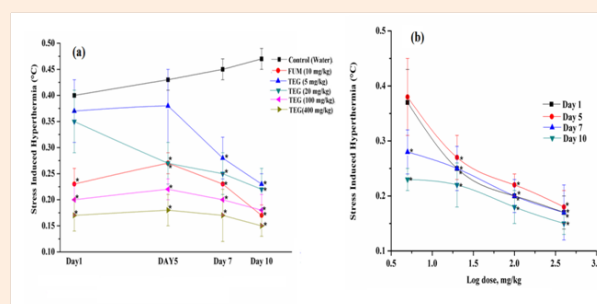 (a)
Control (Water)
FUM (10 mg/kg)
TEG (5 mg/kg)
TEG (20 mg/kg)
TEG (100 mg/kg)
TEG(400 mg/kg)
Stress Induced Hyperthermia (°C)
0.50
0.45
0.40
0.35
0.30
0.25
0.20
0.15
0.10
Day1
DAY5
Day 7
Day 10
(b)
Day 1
Day 5
Day 7
Day 10
Stress Induced Hyperthermia (°C)
0.5
0.4
0.3
0.2
0.1
0.5
1.0
1.5
2.0
2.5
Log dose, mg/kg